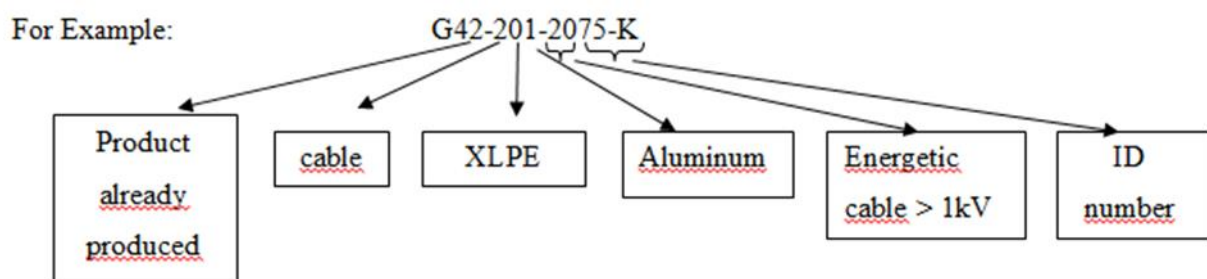 For Example: G42-201-2075-K
Product
already
produced
cable
XLPE
Aluminum
Energetic
cable > 1kV
ID
number